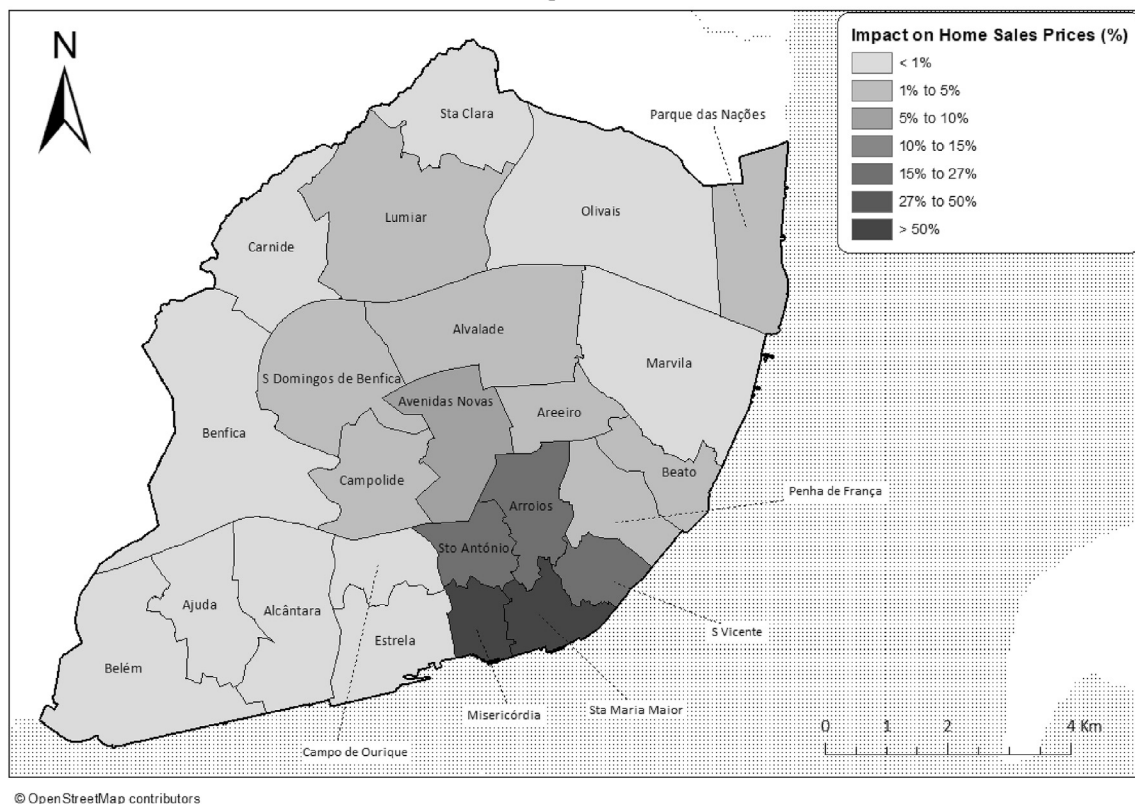 N
Impact on Home Sales Prices (%)
< 1%
1% to 5%
5% to 10%
10% to 15%
15% to 27%
27% to 50%
> 50%
Sta Clara
Parque das Nações
Lumiar
Olivais
Carnide
Alvalade
Marvila
S Domingos de Benfica
Avenidas Novas
Areeiro
Benfica
Campolide
Beato
Penha de França
Arroios
Sto António
Ajuda
Alcântara
Estrela
S Vicente
Belém
Misericórdia
Sta Maria Maior
Campo de Ourique
0 1 2 4 Km
© OpenStreetMap contributors